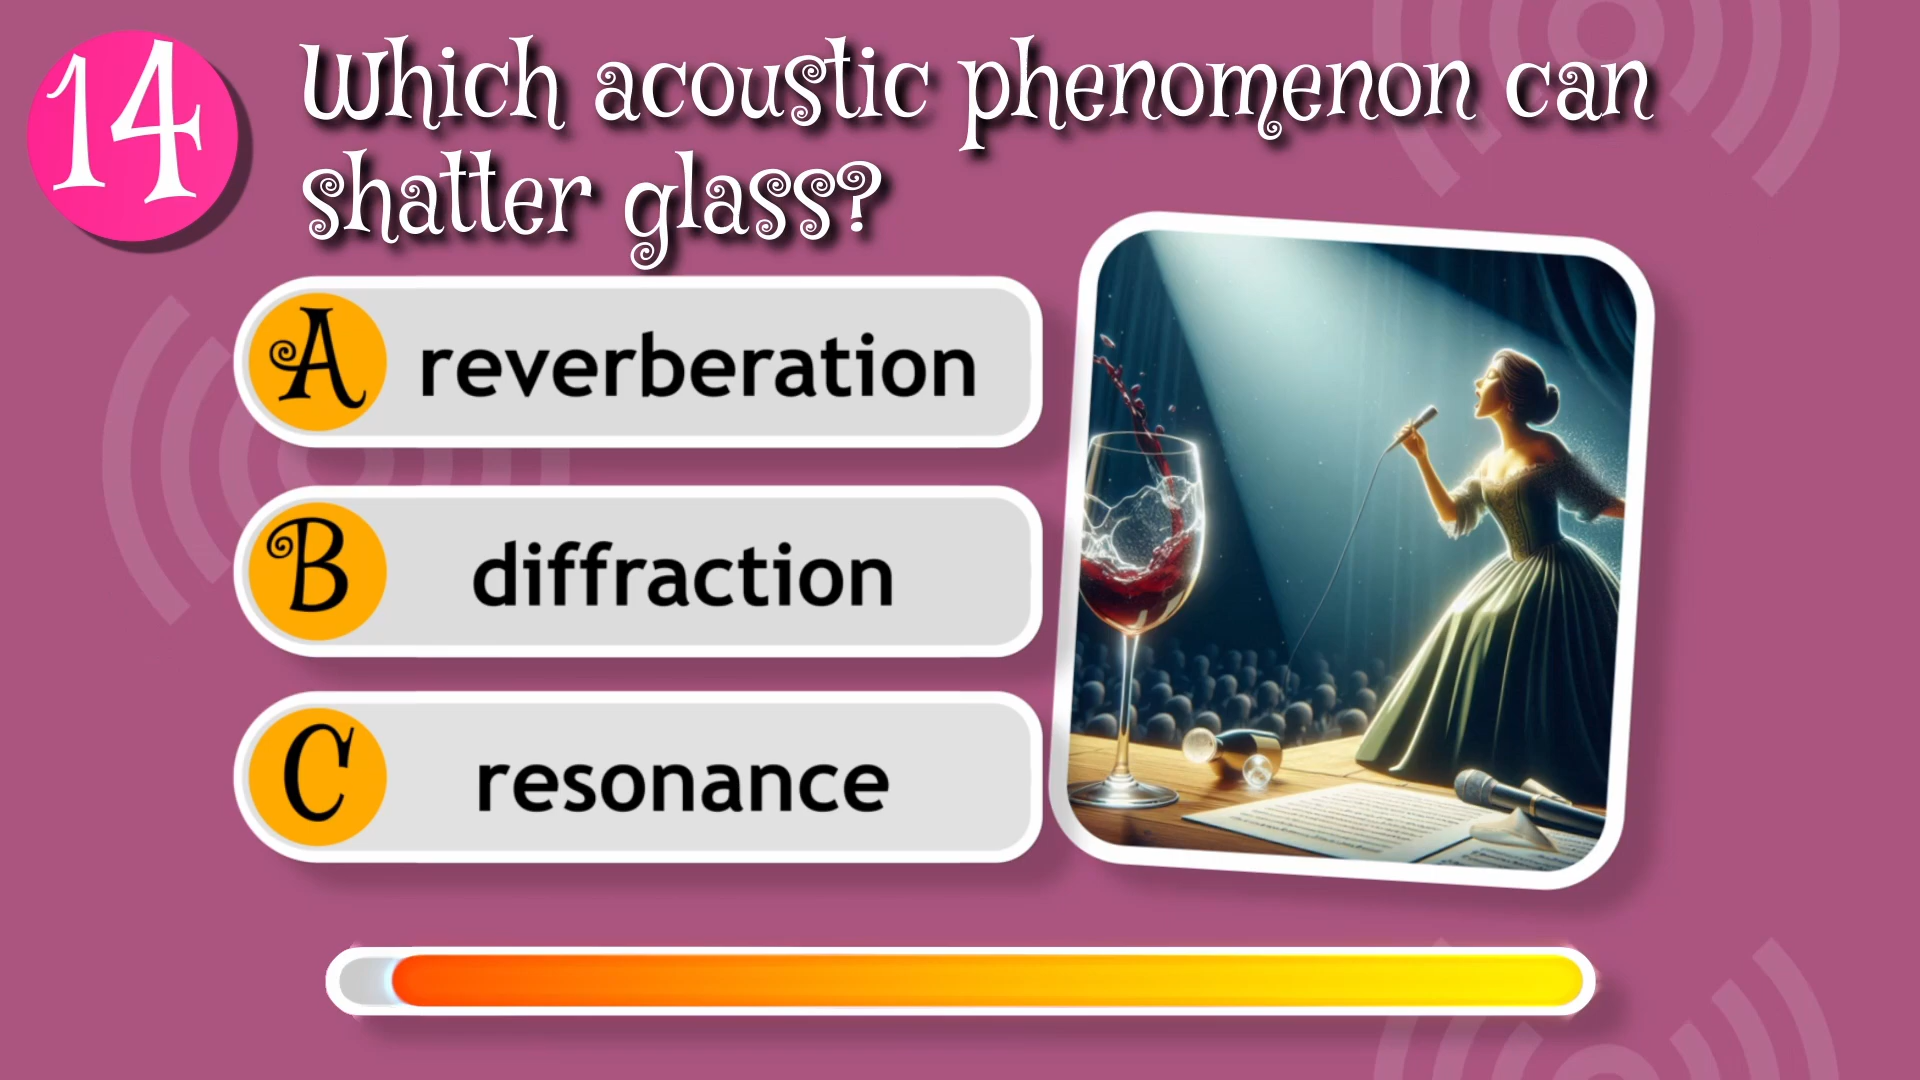 14
Which acoustic phenomenon can
shatter glass?
A reverberation
B diffraction
C resonance